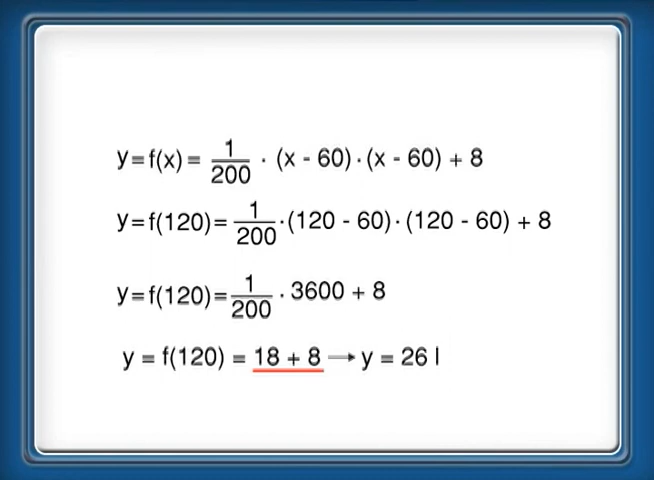 y=f(x)= 1/200 · (x - 60)·(x - 60) + 8
y=f(120)= 1/200 ·(120 - 60)· (120 - 60) + 8
y=f(120)= 1/200 · 3600 + 8
y = f(120) = 18 + 8 → y = 26 l